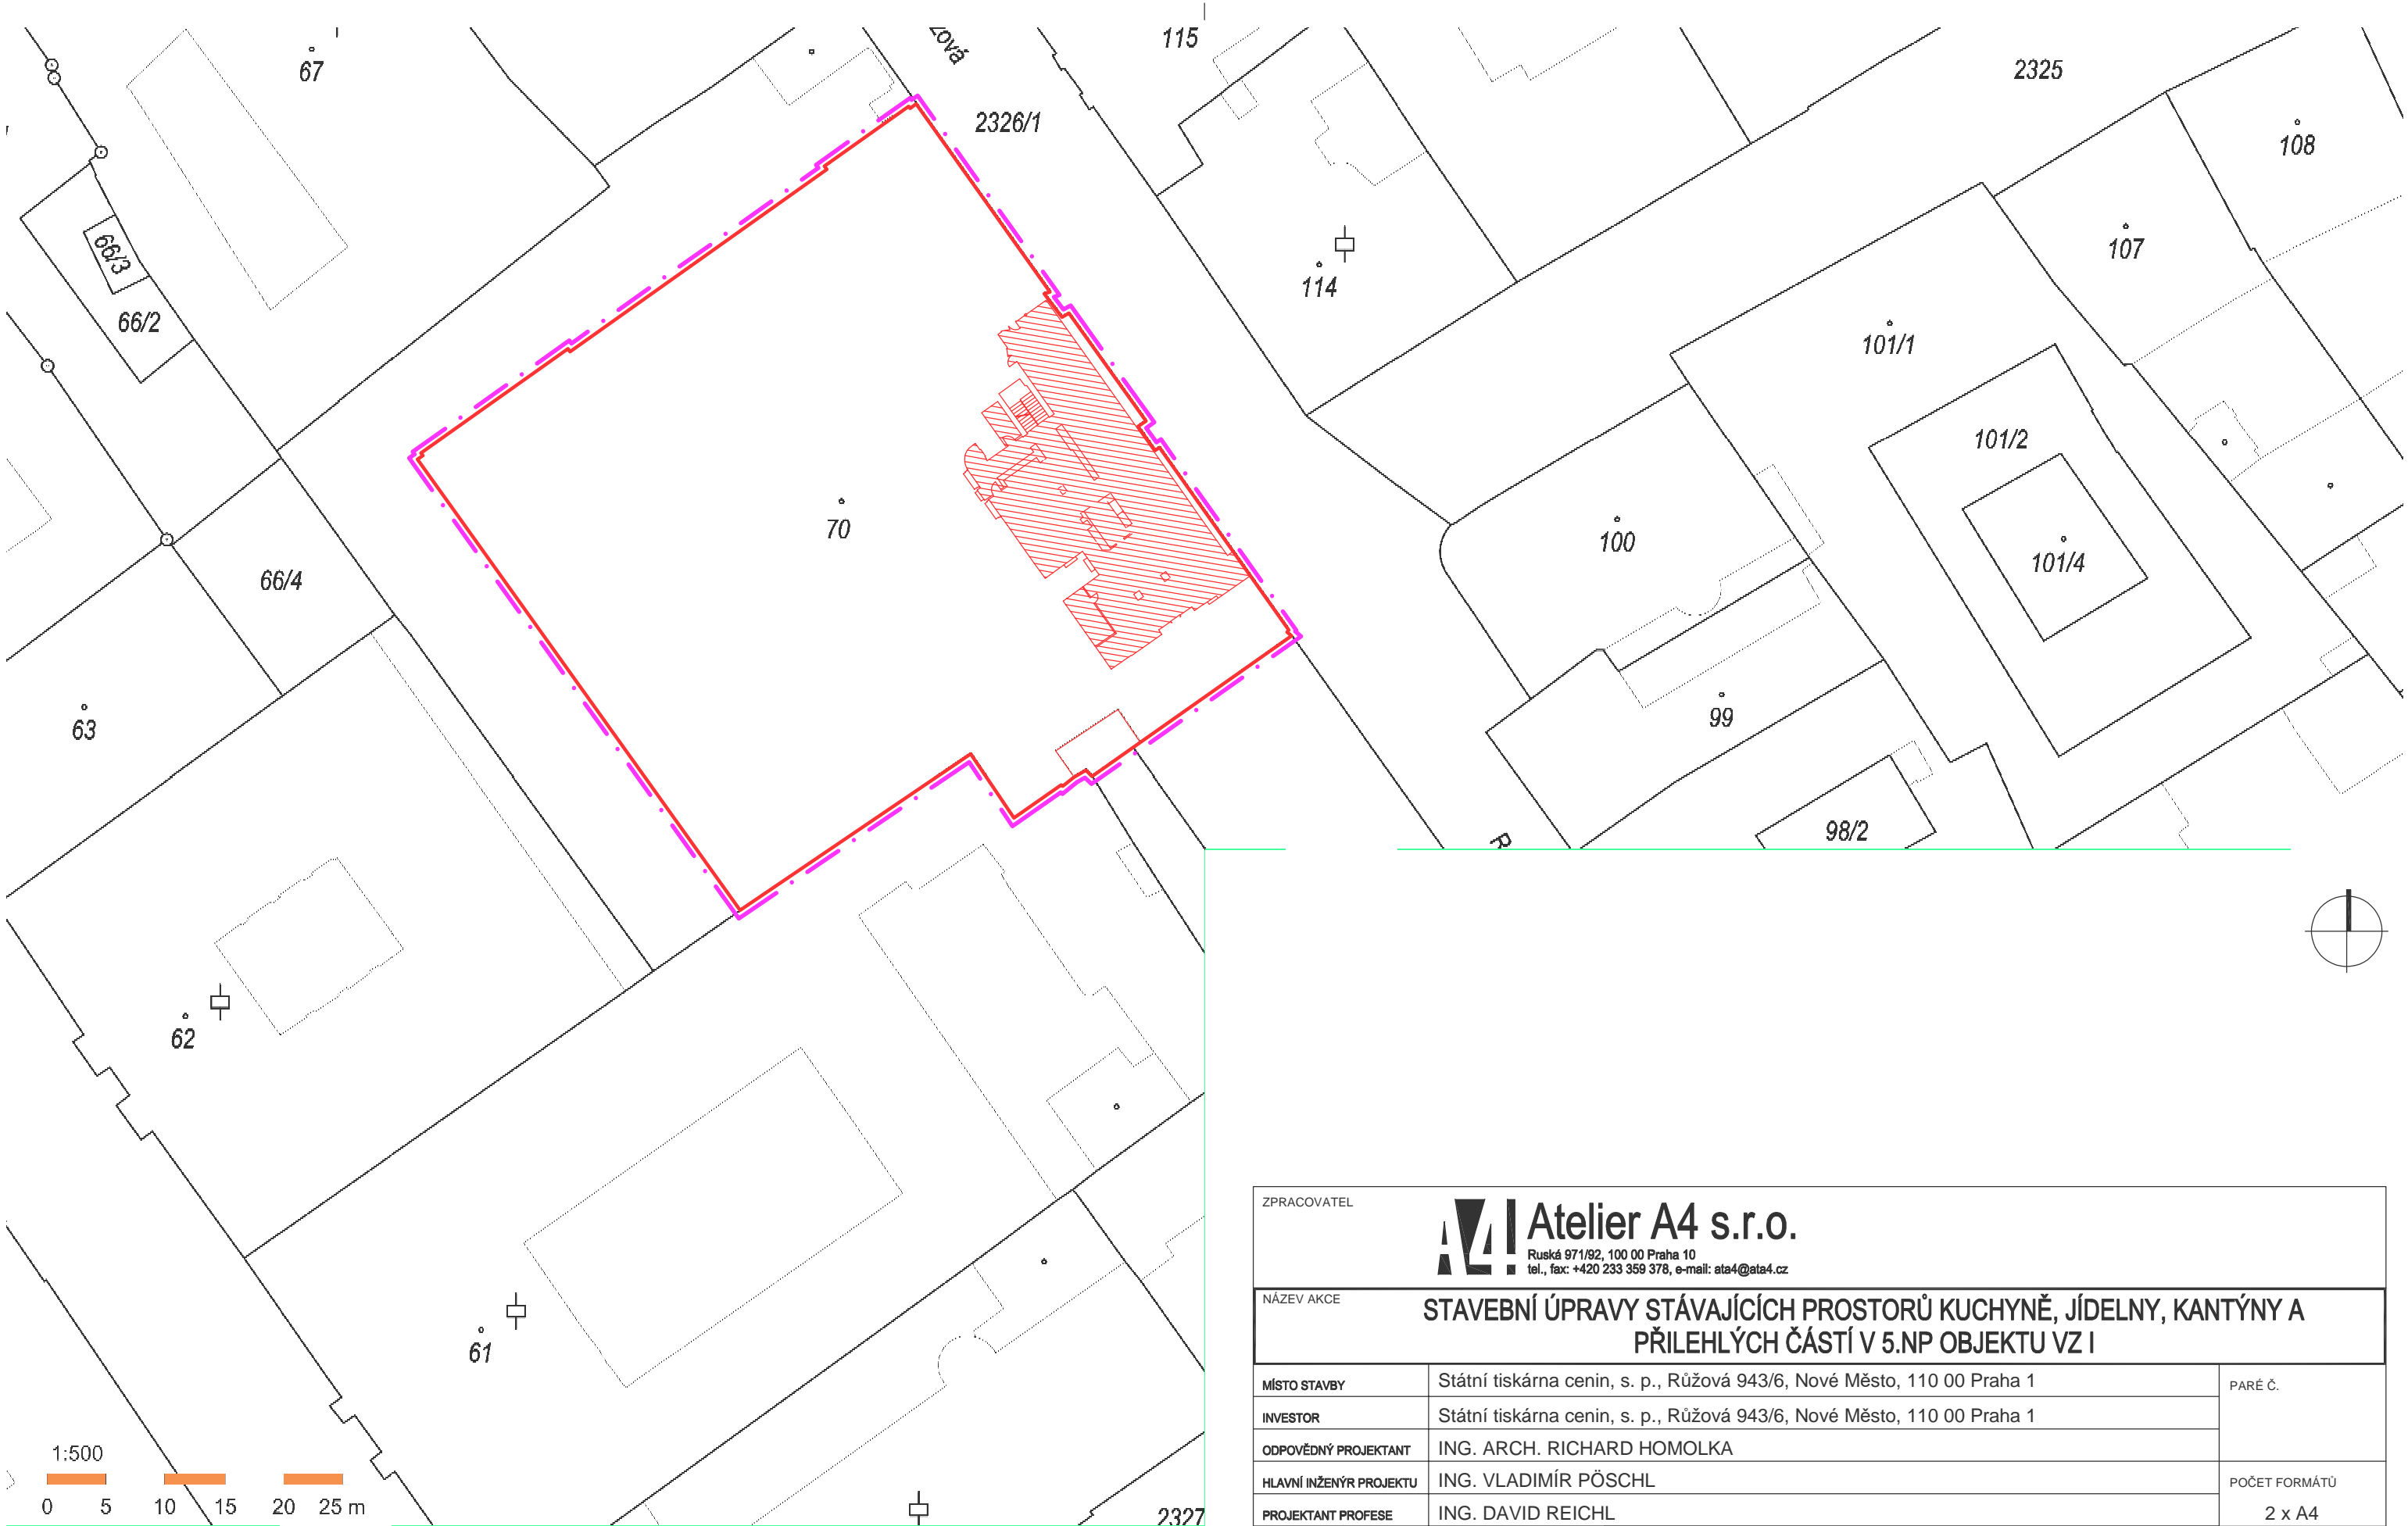 zová
115
67
2325
2326/1
108
66/3
107
114
66/2
101/1
101/2
70
100
101/4
66/4
99
63
98/2
R
62
61
2327
1:500
0 5 10 15 20 25 m
ZPRACOVATEL
A4!
Atelier A4 s.r.o.
Ruská 971/92, 100 00 Praha 10
tel., fax: +420 233 359 378, e-mail: ata4@ata4.cz
NÁZEV AKCE
STAVEBNÍ ÚPRAVY STÁVAJÍCÍCH PROSTORŮ KUCHYNĚ, JÍDELNY, KANTÝNY A
PŘILEHLÝCH ČÁSTÍ V 5.NP OBJEKTU VZ I
MÍSTO STAVBY Státní tiskárna cenin, s. p., Růžová 943/6, Nové Město, 110 00 Praha 1
PARÉ Č.
INVESTOR Státní tiskárna cenin, s. p., Růžová 943/6, Nové Město, 110 00 Praha 1
ODPOVĚDNÝ PROJEKTANT ING. ARCH. RICHARD HOMOLKA
HLAVNÍ INŽENÝR PROJEKTU ING. VLADIMÍR PÖSCHL
POČET FORMÁTŮ
PROJEKTANT PROFESE ING. DAVID REICHL
2 x A4